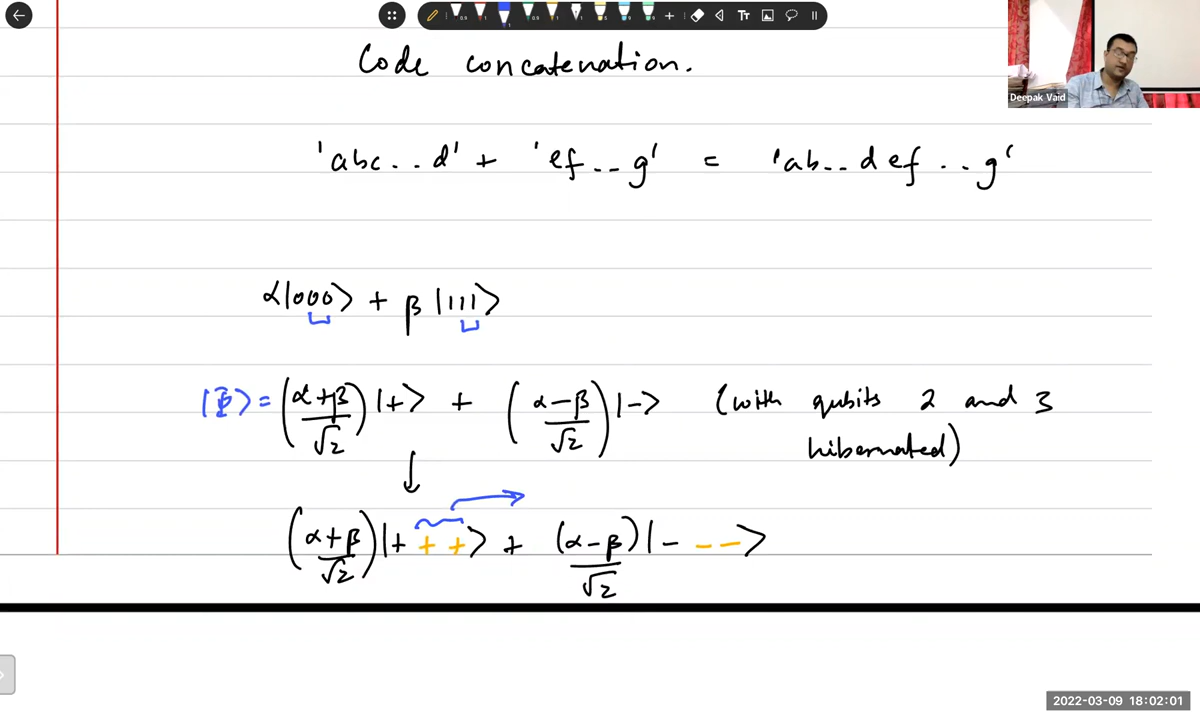 Code concatenation.
Deepak Vaid
'abc..d' + 'ef..g' = 'ab..def..g'
α|000⟩ + β|111⟩
|Φ⟩ = (α+β/√2)|+⟩ + (α-β/√2)|-⟩ (with qubits 2 and 3
hibernated)
↓
(α+β/√2)|+++⟩ + (α-β)/√2|---⟩
2022-03-09 18:02:01